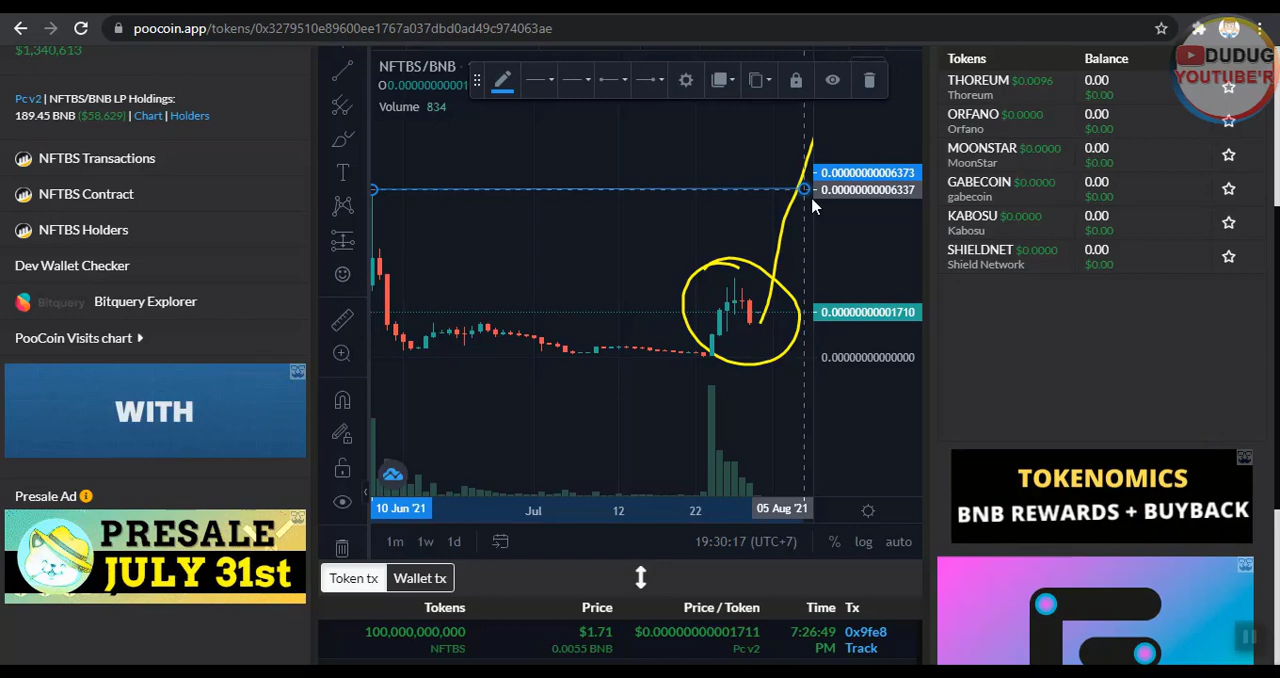 poocoin.app/tokens/0x3279510e89600ee1767a037dbd0ad49c974063ae
DUDUG
YOUTUBE'R
$1,340,613
Pc v2 | NFTBS/BNB LP Holdings:
189.45 BNB ($58,629) | Chart | Holders
NFTBS Transactions
NFTBS Contract
NFTBS Holders
Dev Wallet Checker
Bitquery Bitquery Explorer
PooCoin Visits chart
WITH
Presale Ad
PRESALE
JULY 31st
NFTBS/BNB
O0.0000000001
Volume 834
0.00000000006373
0.00000000006337
0.00000000001710
0.00000000000000
10 Jun '21
Jul
12
22
05 Aug '21
1m 1w 1d
19:30:17 (UTC+7)
% log auto
Token tx Wallet tx
Tokens Price Price / Token Time Tx
100,000,000,000 $1.71 $0.00000000001711 7:26:49 0x9fe8
NFTBS 0.0055 BNB Pc v2 PM Track
Tokens Balance
THOREUM $0.0096 0.00
Thoreum $0.00
ORFANO $0.0000 0.00
Orfano $0.00
MOONSTAR $0.0000 0.00
MoonStar $0.00
GABECOIN $0.0000 0.00
gabecoin $0.00
KABOSU $0.0000 0.00
Kabosu $0.00
SHIELDNET $0.0000 0.00
Shield Network $0.00
TOKENOMICS
BNB REWARDS + BUYBACK